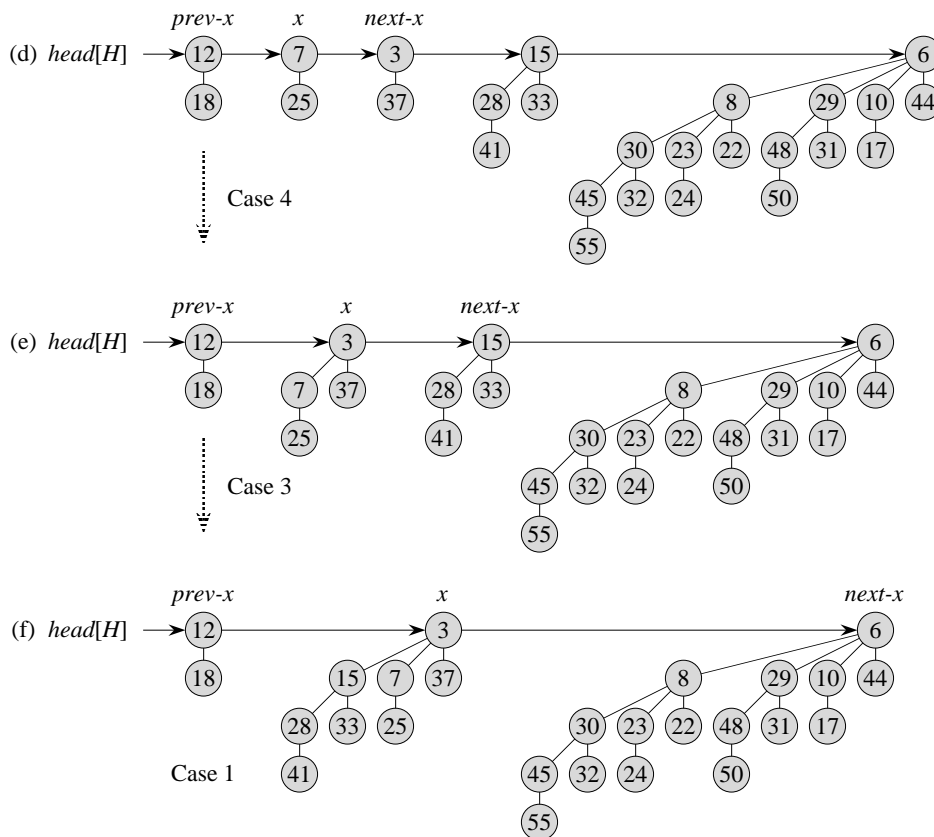 prev-x x next-x
(d) head[H] 12 7 3 15 6
18 25 37 28 33 8 29 10 44
41 30 23 22 48 31 17
Case 4 45 32 24 50
55
prev-x x next-x
(e) head[H] 12 3 15 6
18 7 37 28 33 8 29 10 44
25 41 30 23 22 48 31 17
Case 3 45 32 24 50
55
prev-x x next-x
(f) head[H] 12 3 6
18 15 7 37 8 29 10 44
28 33 25 30 23 22 48 31 17
Case 1 41 45 32 24 50
55